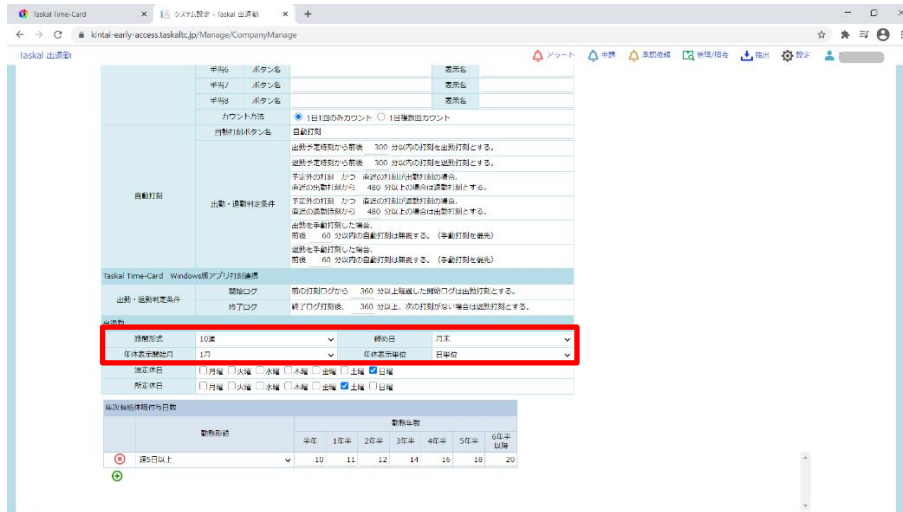 Taskal Time-Card
システム設定 - Taskal 出退勤
kintai-early-access.taskaltc.jp/Manage/CompanyManage
Taskal 出退勤 アラート 申請 承認依頼 管理/照会 抽出 設定
手当6 ボタン名 表示名
手当7 ボタン名 表示名
手当8 ボタン名 表示名
カウント方法 1日1回のみカウント 1日複数回カウント
自動打刻
自動打刻ボタン名 自動打刻
出勤・退勤判定条件
出勤予定時刻から前後 300 分以内の打刻を出勤打刻とする。
退勤予定時刻から前後 300 分以内の打刻を退勤打刻とする。
予定外の打刻 かつ 直近の打刻が出勤打刻の場合、
直近の出勤打刻から 480 分以上の場合は退勤打刻とする。
予定外の打刻 かつ 直近の打刻が退勤打刻の場合、
直近の退勤時刻から 480 分以上の場合は出勤打刻とする。
出勤を手動打刻した場合、
前後 60 分以内の自動打刻は無視する。（手動打刻を優先）
退勤を手動打刻した場合、
前後 60 分以内の自動打刻は無視する。（手動打刻を優先）
Taskal Time-Card Windows版アプリ打刻連携
出勤・退勤判定条件
開始ログ 前の打刻ログから 360 分以上経過した開始ログは出勤打刻とする。
終了ログ 終了ログ打刻後、 360 分以上、次の打刻がない場合は退勤打刻とする。
出退勤
時間形式 10進 締め日 月末
年休表示開始月 1月 年休表示単位 日単位
法定休日 月曜 火曜 水曜 木曜 金曜 土曜 日曜
所定休日 月曜 火曜 水曜 木曜 金曜 土曜 日曜
年次有給休暇付与日数
勤務形態 勤務年数
半年 1年半 2年半 3年半 4年半 5年半 6年半以降
週5日以上 10 11 12 14 16 18 20